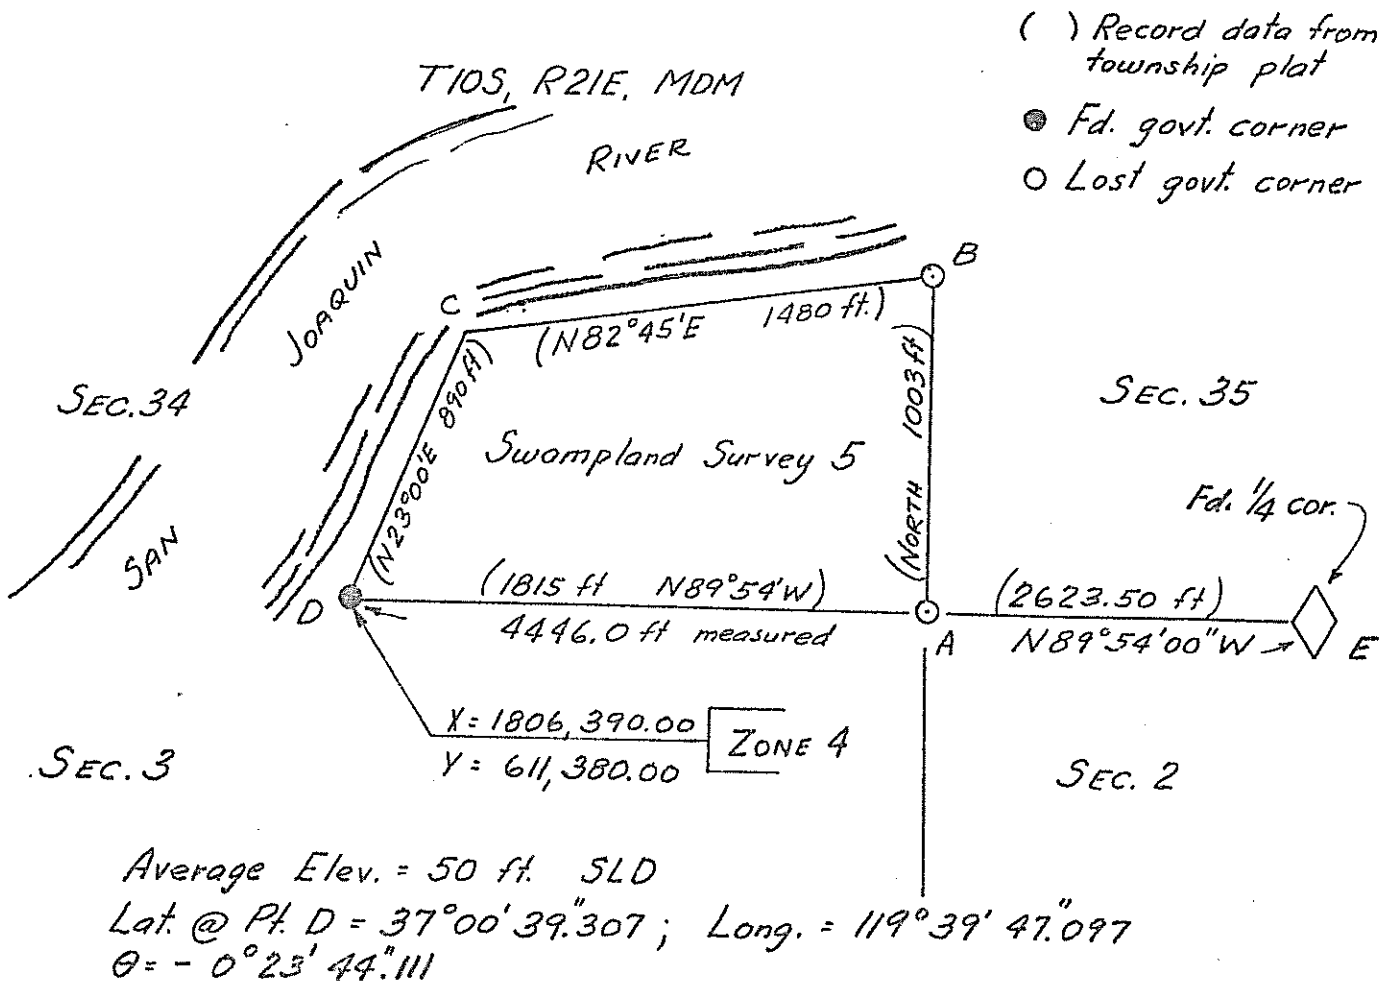 ( ) Record data from
township plat
Fd. govt. corner
Lost govt. corner
T10S, R21E, MDM
RIVER
JOAQUIN
SAN
SEC. 34
C
B
(N82°45'E 1480 ft.)
(N23°00'E 890 ft)
(NORTH 1003 ft)
Swampland Survey 5
SEC. 35
Fd. 1/4 cor.
D
(1815 ft N89°54'W)
4446.0 ft measured
A
(2623.50 ft)
N89°54'00"W
E
X = 1806,390.00
Y = 611,380.00
ZONE 4
SEC. 3
SEC. 2
Average Elev. = 50 ft. SLD
Lat. @ Pt. D = 37°00'39."307 ; Long. = 119°39'47."097
θ = - 0°23'44."111